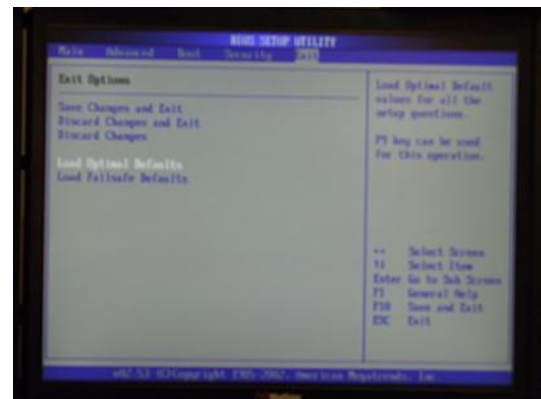 BIOS SETUP UTILITY
Main Advanced Boot Security Exit
Exit Options
Save Changes and Exit
Discard Changes and Exit
Discard Changes
Load Optimal Defaults
Load Failsafe Defaults
Load Optimal Default
values for all the
setup questions.
F9 key can be used
for this operation.
Select Screen
Select Item
Enter Go to Sub Screen
F1 General Help
F10 Save and Exit
ESC Exit
v02.53 (C)Copyright 1985-2002, American Megatrends, Inc.